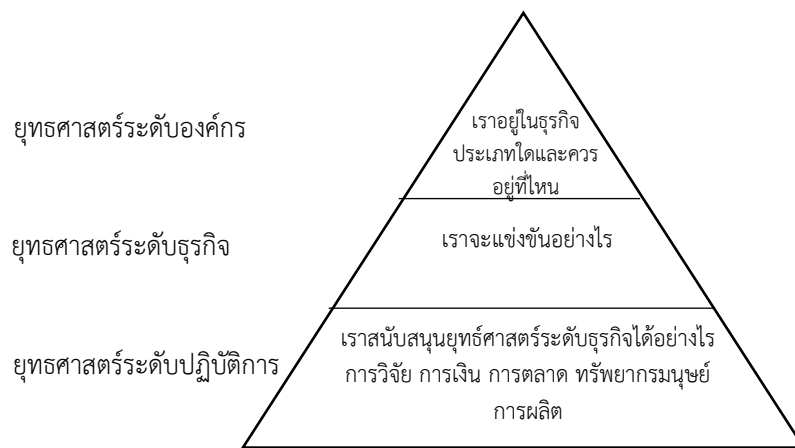 ยุทธศาสตร์ระดับองค์กร
เราอยู่ในธุรกิจ
ประเภทใดและควร
อยู่ที่ไหน
ยุทธศาสตร์ระดับธุรกิจ
เราจะแข่งขันอย่างไร
ยุทธศาสตร์ระดับปฏิบัติการ
เราสนับสนุนยุทธ์ศาสตร์ระดับธุรกิจได้อย่างไร
การวิจัย การเงิน การตลาด ทรัพยากรมนุษย์
การผลิต